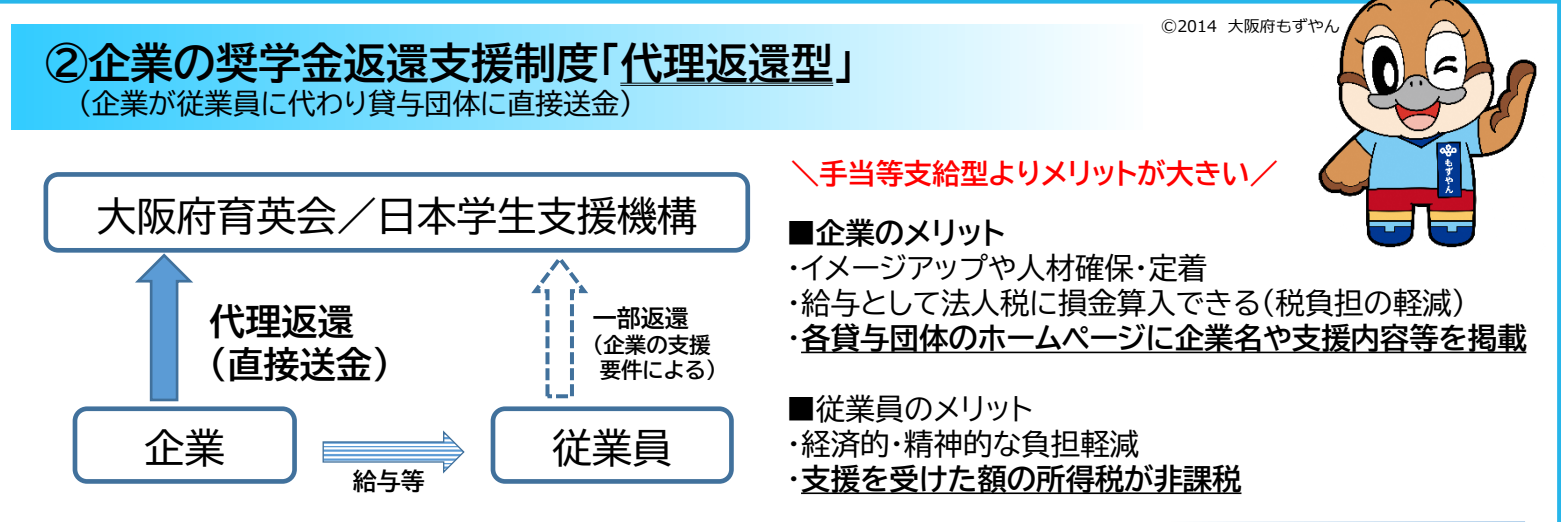 ©2014 大阪府もずやん
②企業の奨学金返還支援制度「代理返還型」
(企業が従業員に代わり貸与団体に直接送金)
大阪府育英会／日本学生支援機構
代理返還
(直接送金)
一部返還
(企業の支援
要件による)
企業
給与等
従業員
＼手当等支給型よりメリットが大きい／
■企業のメリット
・イメージアップや人材確保・定着
・給与として法人税に損金算入できる(税負担の軽減)
・各貸与団体のホームページに企業名や支援内容等を掲載
■従業員のメリット
・経済的・精神的な負担軽減
・支援を受けた額の所得税が非課税
もずやん